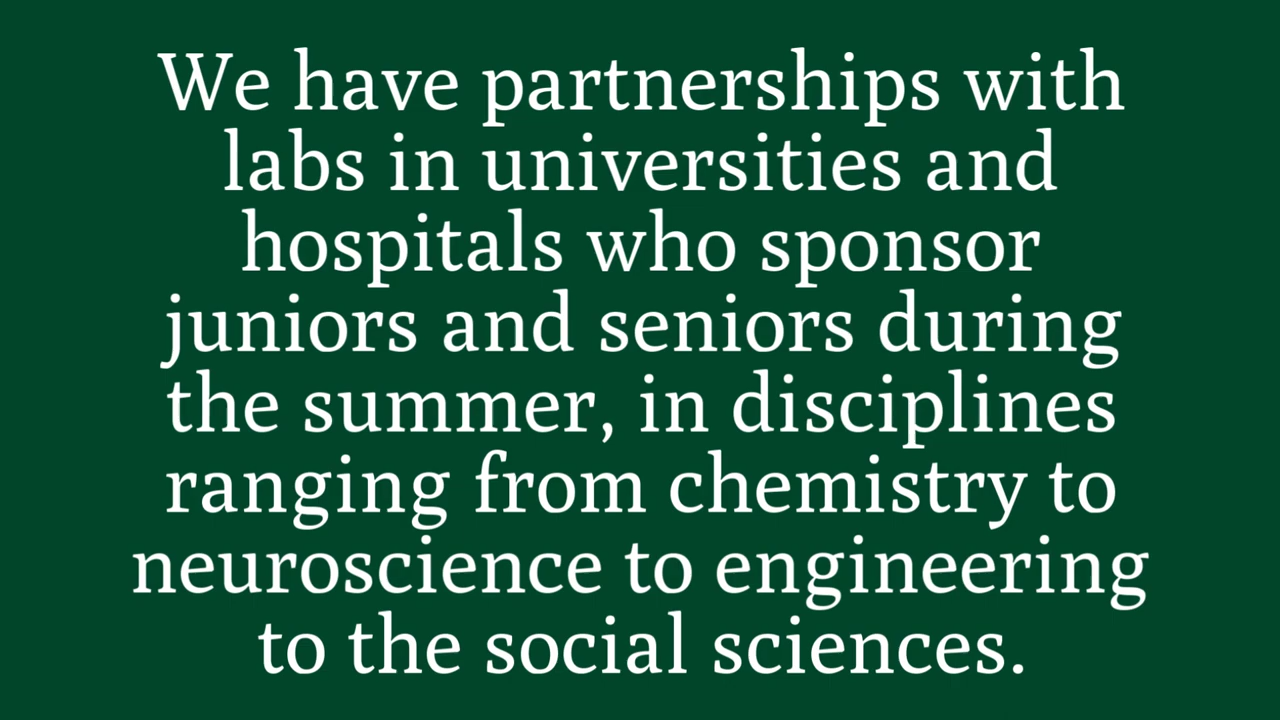 We have partnerships with
labs in universities and
hospitals who sponsor
juniors and seniors during
the summer, in disciplines
ranging from chemistry to
neuroscience to engineering
to the social sciences.